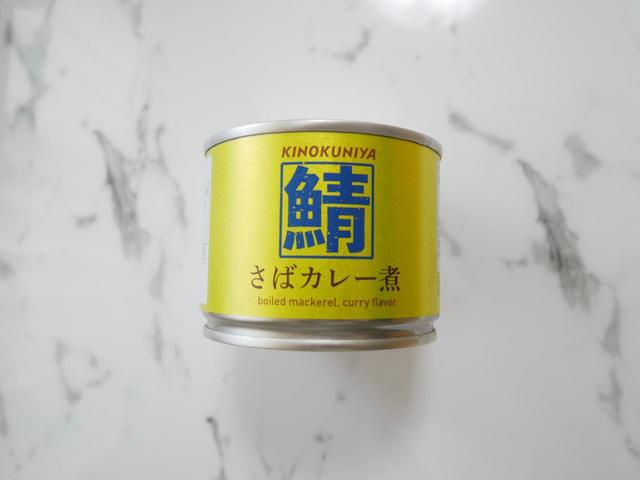 KINOKUNIYA
鯖
さばカレー煮
boiled mackerel, curry flavor